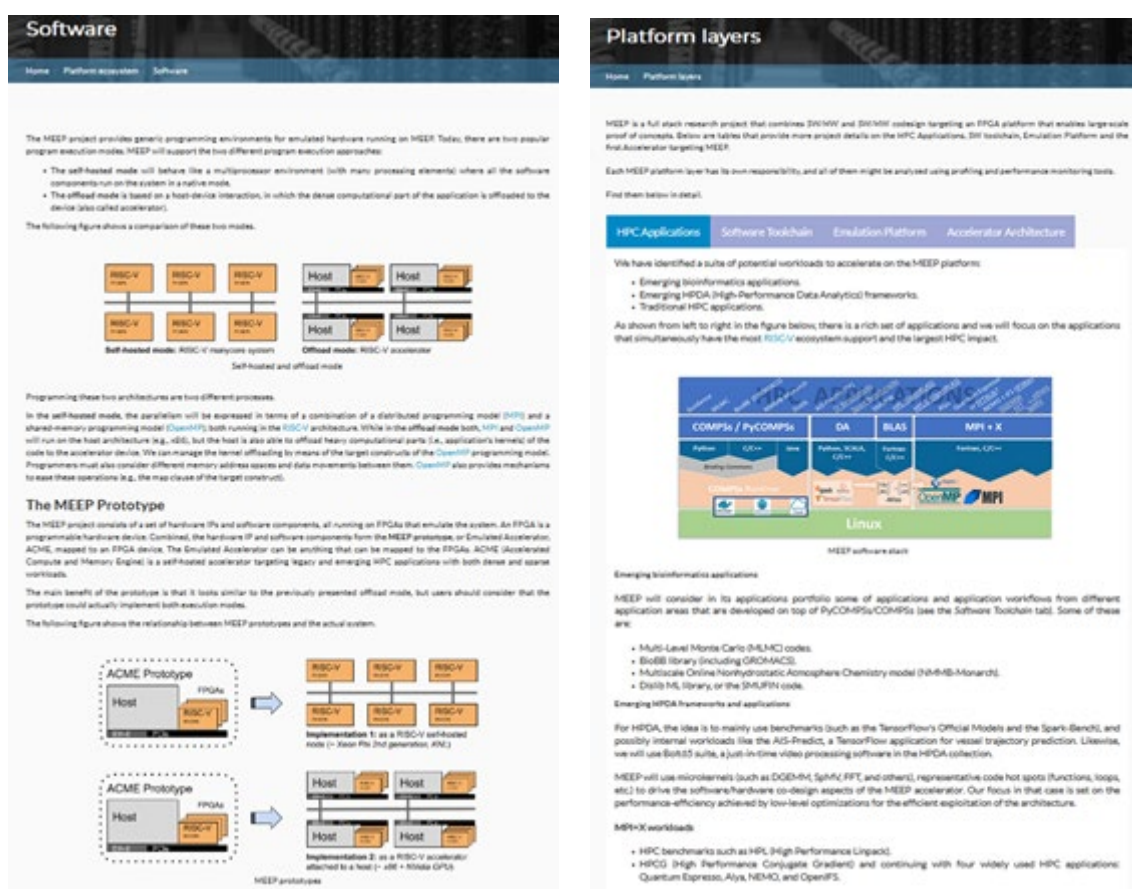 Software
Home Platform ecosystem Software
The MEEP project provides generic programming environments for emulated hardware running on MEEP. Today, there are two popular
program execution modes. MEEP will support the two different program execution approaches:
• The self-hosted mode will behave like a multiprocessor environment (with many processing elements) where all the software
components run on the system in a native mode.
• The offload mode is based on a host-device interaction, in which the dense computational part of the application is offloaded to the
device (also called accelerator).
The following figure shows a comparison of these two modes.
RISC-V RISC-V RISC-V
Host Host
RISC-V RISC-V RISC-V
Host Host
Self-hosted mode: RISC-V manycore system
Offload mode: RISC-V accelerator
Self-hosted and offload mode
Programming these two architectures are two different processes.
In the self-hosted mode, the parallelism will be expressed in terms of a combination of a distributed programming model (MPI) and a
shared-memory programming model (OpenMP); both running in the RISC-V architecture. While in the offload mode both, MPI and OpenMP
will run on the host architecture (e.g., x86), but the host is also able to offload heavy computational parts (i.e., application's kernels) of the
code to the accelerator device. We can manage the kernel offloading by means of the target constructs of the OpenMP programming model.
Programmers must also consider different memory address spaces and data movements between them. OpenMP also provides mechanisms
to ease these operations (e.g., the map clause of the target construct).
The MEEP Prototype
The MEEP project consists of a set of hardware IPs and software components, all running on FPGAs that emulate the system. An FPGA is a
programmable hardware device. Combined, the hardware IP and software components form the MEEP prototype, or Emulated Accelerator,
ACME, mapped to an FPGA device. The Emulated Accelerator can be anything that can be mapped to the FPGAs. ACME (Accelerated
Compute and Memory Engine) is a self-hosted accelerator targeting legacy and emerging HPC applications with both dense and sparse
workloads.
The main benefit of the prototype is that it looks similar to the previously presented offload mode, but users should consider that the
prototype could actually implement both execution modes.
The following figure shows the relationship between MEEP prototypes and the actual system.
ACME Prototype
Host
FPGAs
RISC-V
RISC-V RISC-V RISC-V
RISC-V RISC-V RISC-V
Implementation 1: as a RISC-V self-hosted
node (~ Xeon Phi 2nd generation, KNL)
ACME Prototype
Host
FPGAs
RISC-V
Host Host
Host Host
Implementation 2: as a RISC-V accelerator
attached to a host (~ x86 + Nvidia GPU)
MEEP prototypes
Platform layers
Home Platform layers
MEEP is a full stack research project that combines SW/HW and SW/HW codesign targeting an FPGA platform that enables large-scale
proof of concepts. Below are tables that provide more project details on the HPC Applications, SW toolchain, Emulation Platform and the
first Accelerator targeting MEEP.
Each MEEP platform layer has its own responsibility, and all of them might be analysed using profiling and performance monitoring tools.
Find them below in detail.
HPC Applications Software Toolchain Emulation Platform Accelerator Architecture
We have identified a suite of potential workloads to accelerate on the MEEP platform:
• Emerging bioinformatics applications.
• Emerging HPDA (High-Performance Data Analytics) frameworks.
• Traditional HPC applications.
As shown from left to right in the figure below, there is a rich set of applications and we will focus on the applications
that simultaneously have the most RISC-V ecosystem support and the largest HPC impact.
HPC APPLICATIONS
COMPSs / PyCOMPSs DA BLAS MPI + X
Python C/C++ Java Python, SCALA, C/C++ Fortran C/C++ Fortran, C/C++
COMPSs Runtime
OpenMP MPI
Linux
MEEP software stack
Emerging bioinformatics applications
MEEP will consider in its applications portfolio some of applications and application workflows from different
application areas that are developed on top of PyCOMPSs/COMPSs (see the Software Toolchain tab). Some of these
are:
• Multi-Level Monte Carlo (MLMC) codes.
• BioBB library (including GROMACS).
• Multiscale Online Nonhydrostatic Atmosphere Chemistry model (NMMB-Monarch).
• Dislib ML library, or the SMUFIN code.
Emerging HPDA frameworks and applications
For HPDA, the idea is to mainly use benchmarks (such as the TensorFlow's Official Models and the Spark-Bench), and
possibly internal workloads like the AIS-Predict, a TensorFlow application for vessel trajectory prediction. Likewise,
we will use Bolt65 suite, a just-in-time video processing software in the HPDA collection.
MEEP will use microkernels (such as DGEMM, SpMV, FFT, and others), representative code hot spots (functions, loops,
etc.) to drive the software/hardware co-design aspects of the MEEP accelerator. Our focus in that case is set on the
performance-efficiency achieved by low-level optimizations for the efficient exploitation of the architecture.
MPI+X workloads
• HPC benchmarks such as HPL (High Performance Linpack).
• HPCG (High Performance Conjugate Gradient) and continuing with four widely used HPC applications:
Quantum Espresso, Alya, NEMO, and OpenIFS.